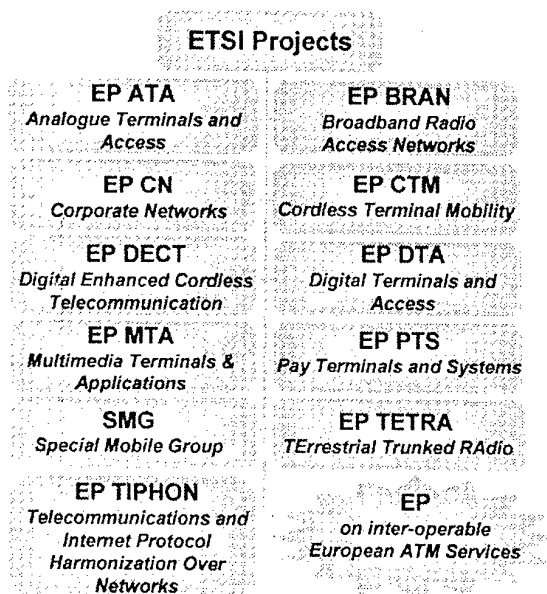 ETSI Projects
EP ATA
Analogue Terminals and
Access
EP BRAN
Broadband Radio
Access Networks
EP CN
Corporate Networks
EP CTM
Cordless Terminal Mobility
EP DECT
Digital Enhanced Cordless
Telecommunication
EP DTA
Digital Terminals and
Access
EP MTA
Multimedia Terminals &
Applications
EP PTS
Pay Terminals and Systems
SMG
Special Mobile Group
EP TETRA
TErrestrial Trunked RAdio
EP TIPHON
Telecommunications and
Internet Protocol
Harmonization Over
Networks
EP
on inter-operable
European ATM Services